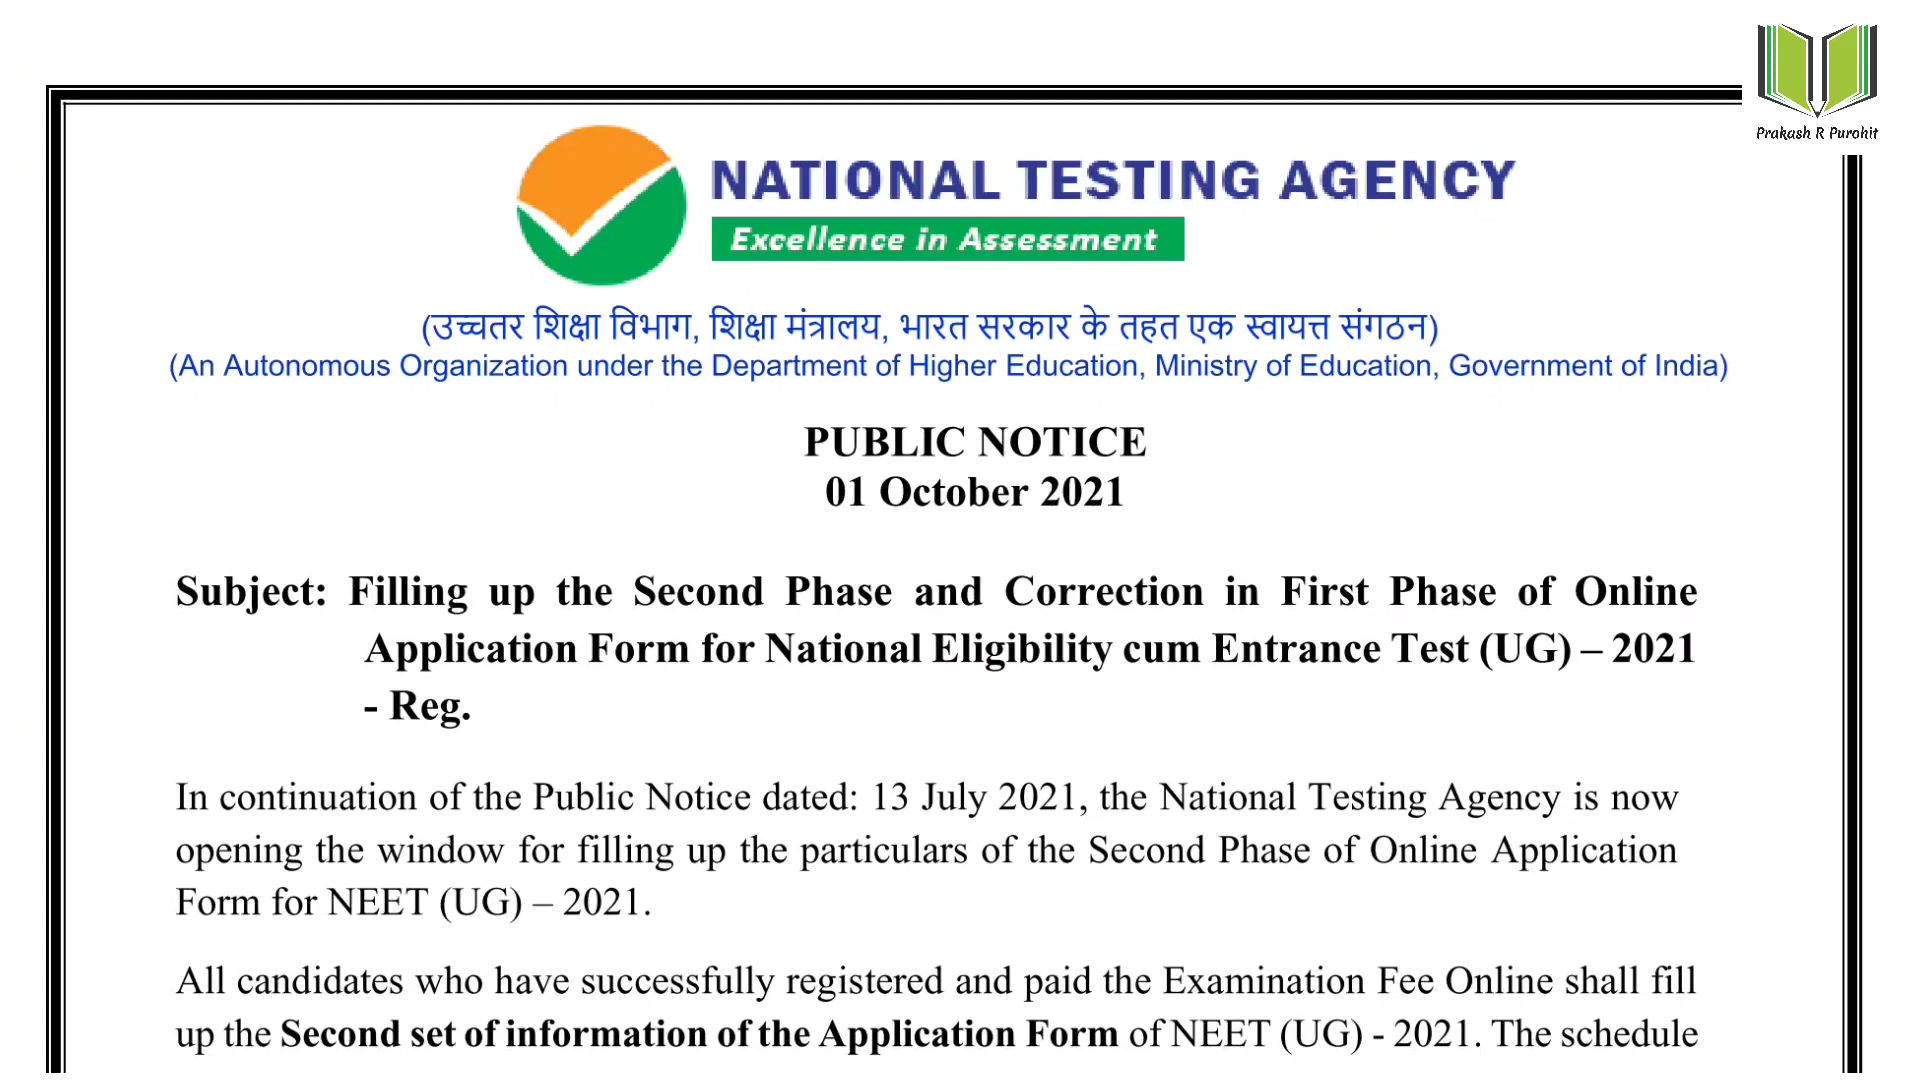 Prakash R Purohit
NATIONAL TESTING AGENCY
Excellence in Assessment
(उच्चतर शिक्षा विभाग, शिक्षा मंत्रालय, भारत सरकार के तहत एक स्वायत्त संगठन)
(An Autonomous Organization under the Department of Higher Education, Ministry of Education, Government of India)
PUBLIC NOTICE
01 October 2021
Subject: Filling up the Second Phase and Correction in First Phase of Online
Application Form for National Eligibility cum Entrance Test (UG) – 2021
- Reg.
In continuation of the Public Notice dated: 13 July 2021, the National Testing Agency is now
opening the window for filling up the particulars of the Second Phase of Online Application
Form for NEET (UG) – 2021.
All candidates who have successfully registered and paid the Examination Fee Online shall fill
up the Second set of information of the Application Form of NEET (UG) - 2021. The schedule